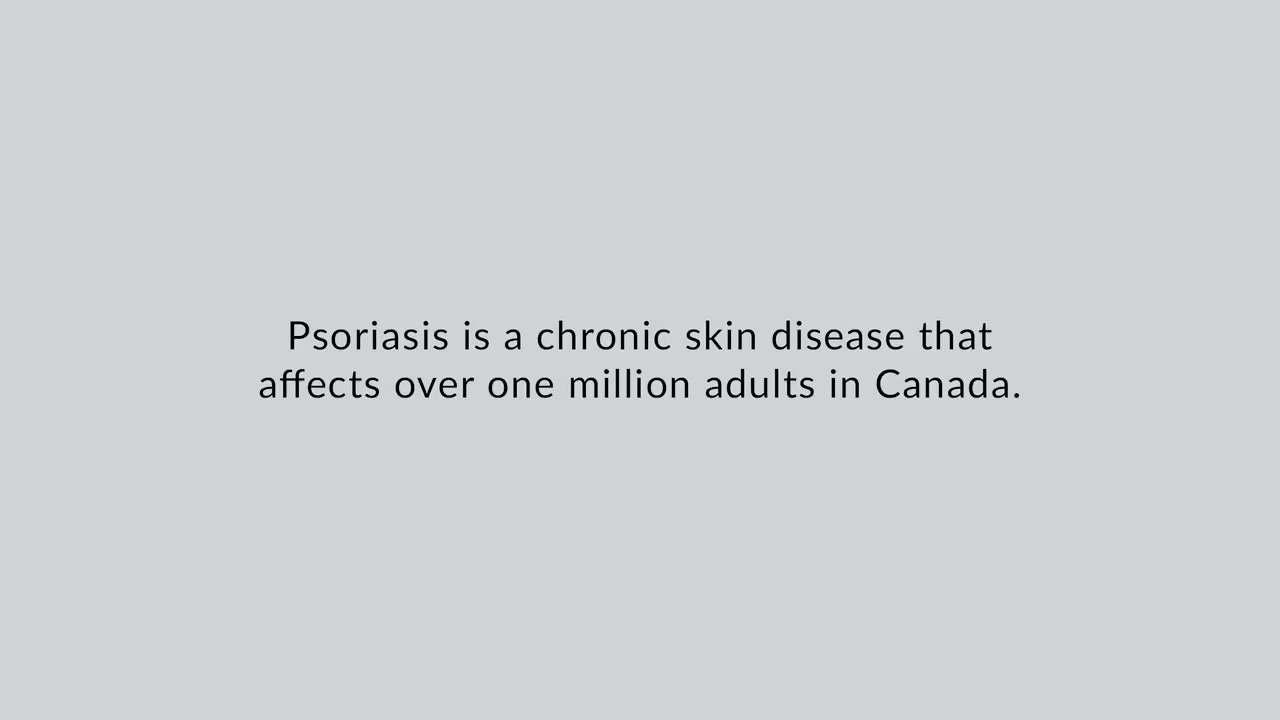 Psoriasis is a chronic skin disease that
affects over one million adults in Canada.